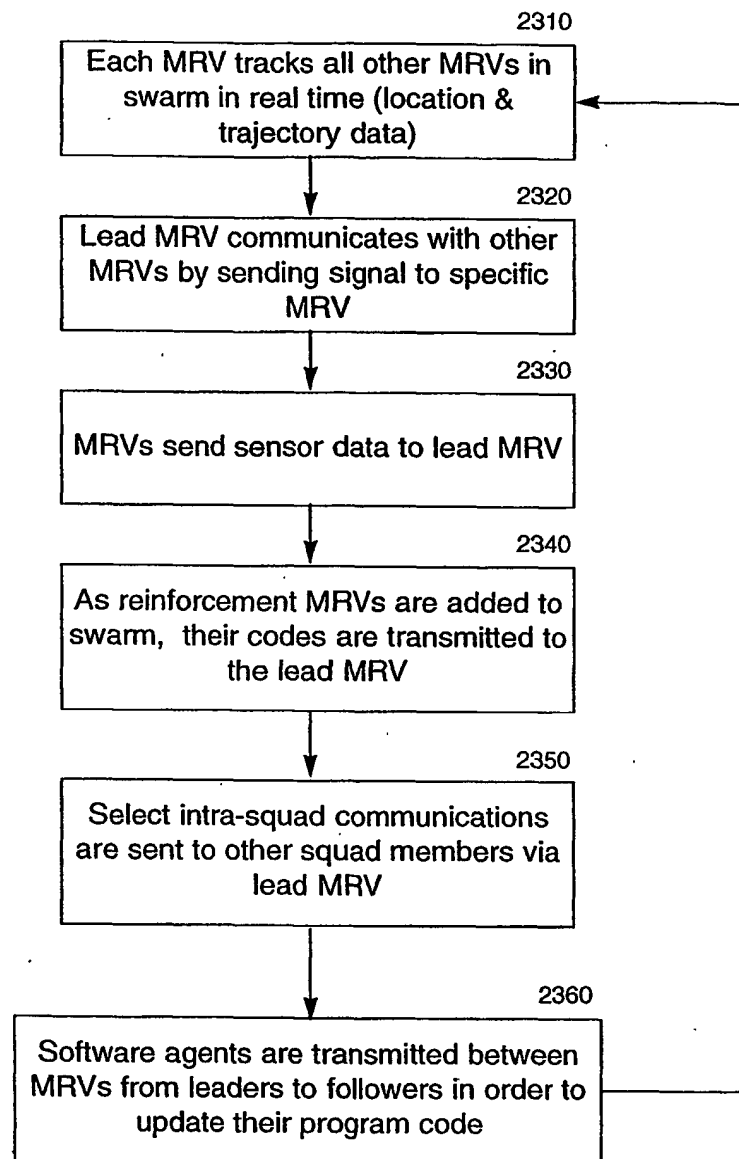 2310
Each MRV tracks all other MRVs in
swarm in real time (location &
trajectory data)
2320
Lead MRV communicates with other
MRVs by sending signal to specific
MRV
2330
MRVs send sensor data to lead MRV
2340
As reinforcement MRVs are added to
swarm, their codes are transmitted to
the lead MRV
2350
Select intra-squad communications
are sent to other squad members via
lead MRV
2360
Software agents are transmitted between
MRVs from leaders to followers in order to
update their program code